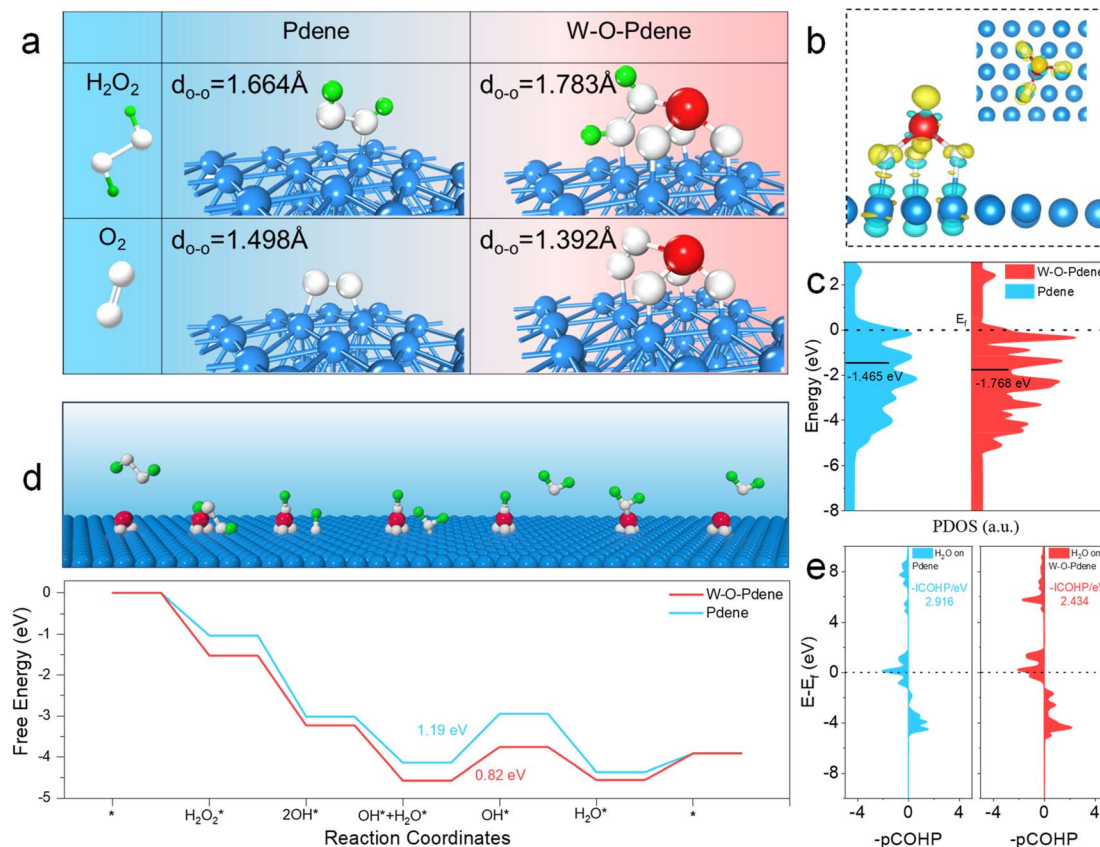 a
Pdene W-O-Pdene
H₂O₂ dₒ₋ₒ=1.664Å dₒ₋ₒ=1.783Å
O₂ dₒ₋ₒ=1.498Å dₒ₋ₒ=1.392Å
b
c
W-O-Pdene
Pdene
E_f
2
0
-2
-4
-6
-8
Energy (eV)
-1.465 eV
-1.768 eV
PDOS (a.u.)
d
0
-1
-2
-3
-4
-5
Free Energy (eV)
W-O-Pdene
Pdene
1.19 eV
0.82 eV
* H₂O₂* 2OH* OH*+H₂O* OH* H₂O* *
Reaction Coordinates
e
H₂O on
Pdene
-ICOHP/eV
2.916
H₂O on
W-O-Pdene
-ICOHP/eV
2.434
8
4
0
-4
-8
E-E_f (eV)
-4 0 4 -4 0 4
-pCOHP -pCOHP